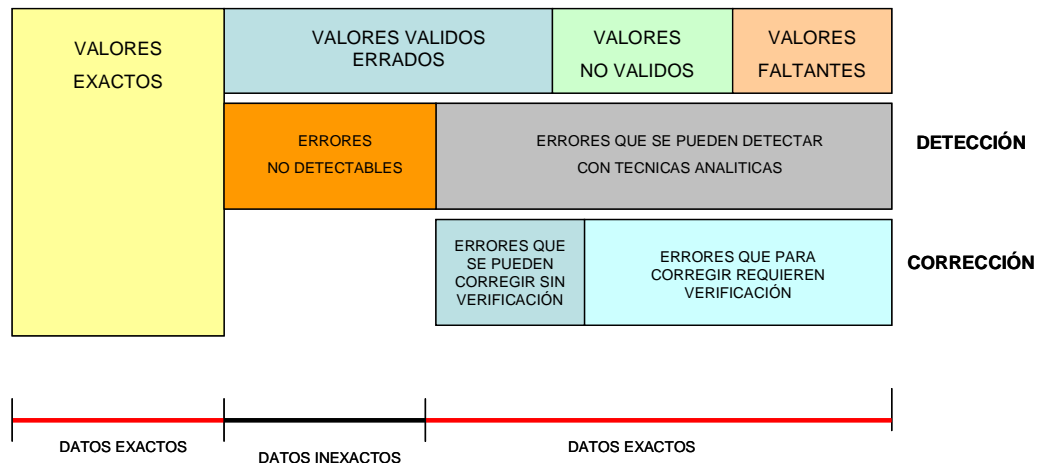 VALORES
EXACTOS
VALORES VALIDOS
ERRADOS
VALORES
NO VALIDOS
VALORES
FALTANTES
ERRORES
NO DETECTABLES
ERRORES QUE SE PUEDEN DETECTAR
CON TECNICAS ANALITICAS
DETECCIÓN
ERRORES QUE
SE PUEDEN
CORREGIR SIN
VERIFICACIÓN
ERRORES QUE PARA
CORREGIR REQUIEREN
VERIFICACIÓN
CORRECCIÓN
DATOS EXACTOS
DATOS INEXACTOS
DATOS EXACTOS